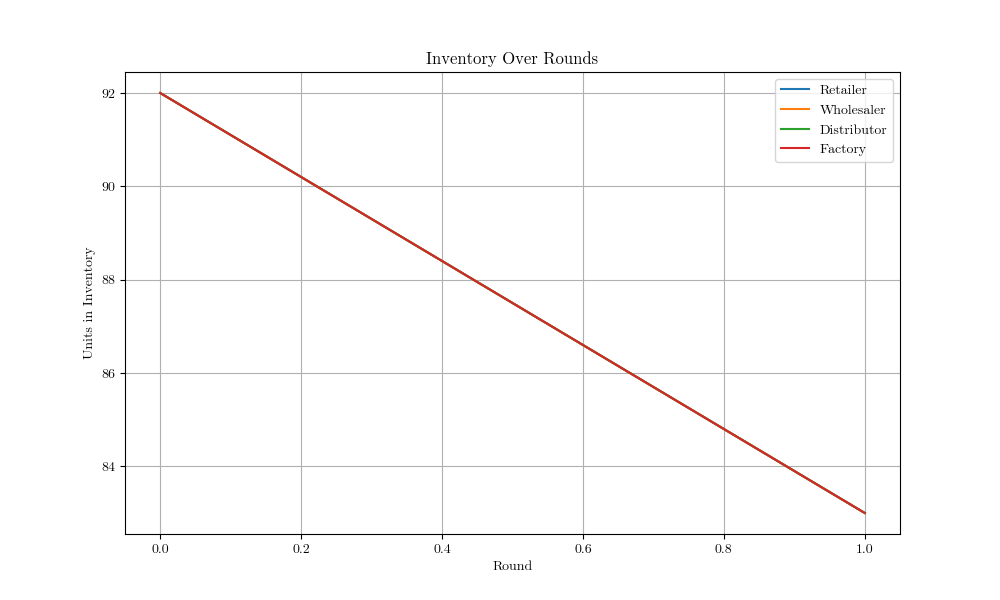 Inventory Over Rounds
Retailer
Wholesaler
Distributor
Factory
Units in Inventory
92
90
88
86
84
0.0 0.2 0.4 0.6 0.8 1.0
Round